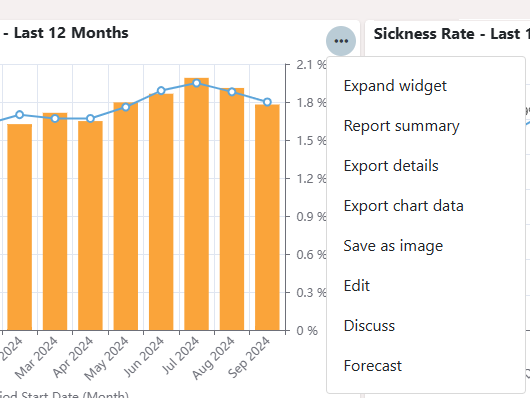 - Last 12 Months
Sickness Rate - Last 1
2.1 %
1.8 %
1.5 %
1.2 %
0.9 %
0.6 %
0.3 %
0 %
2024
Mar 2024
Apr 2024
May 2024
Jun 2024
Jul 2024
Aug 2024
Sep 2024
iod Start Date (Month)
Expand widget
Report summary
Export details
Export chart data
Save as image
Edit
Discuss
Forecast